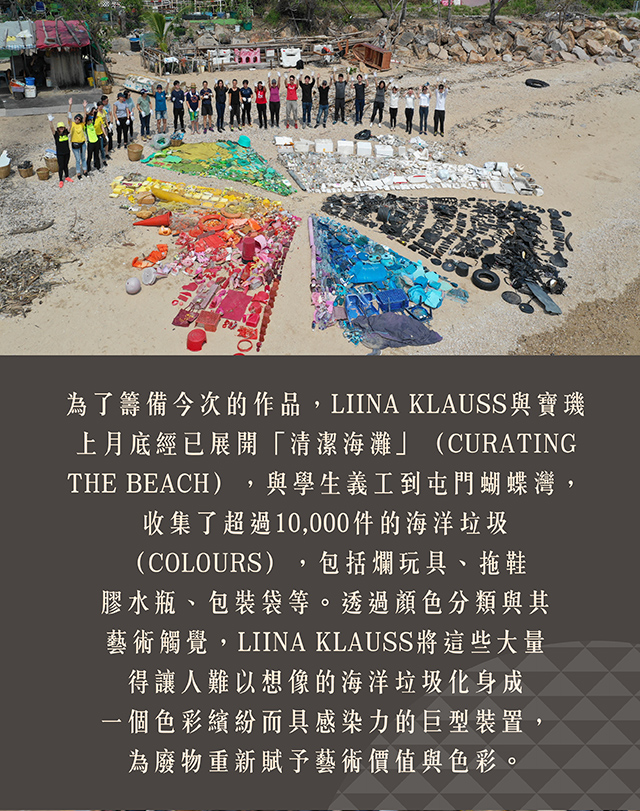 為了籌備今次的作品，LIINA KLAUSS與寶璣
上月底經已展開「清潔海灘」（CURATING
THE BEACH），與學生義工到屯門蝴蝶灣，
收集了超過10,000件的海洋垃圾
（COLOURS），包括爛玩具、拖鞋
膠水瓶、包裝袋等。透過顏色分類與其
藝術觸覺，LIINA KLAUSS將這些大量
得讓人難以想像的海洋垃圾化身成
一個色彩繽紛而具感染力的巨型裝置，
為廢物重新賦予藝術價值與色彩。